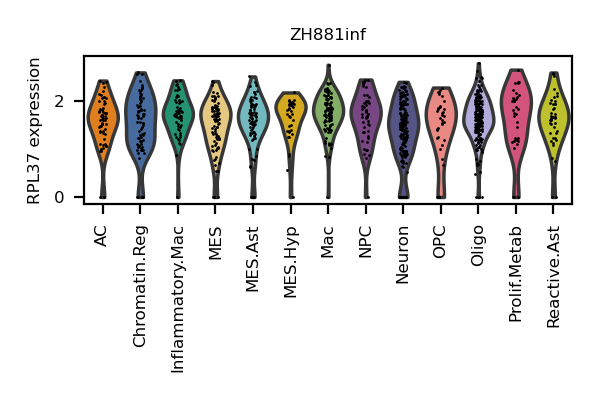 ZH881inf
RPL37 expression
2
0
AC
Chromatin.Reg
Inflammatory.Mac
MES
MES.Ast
MES.Hyp
Mac
NPC
Neuron
OPC
Oligo
Prolif.Metab
Reactive.Ast